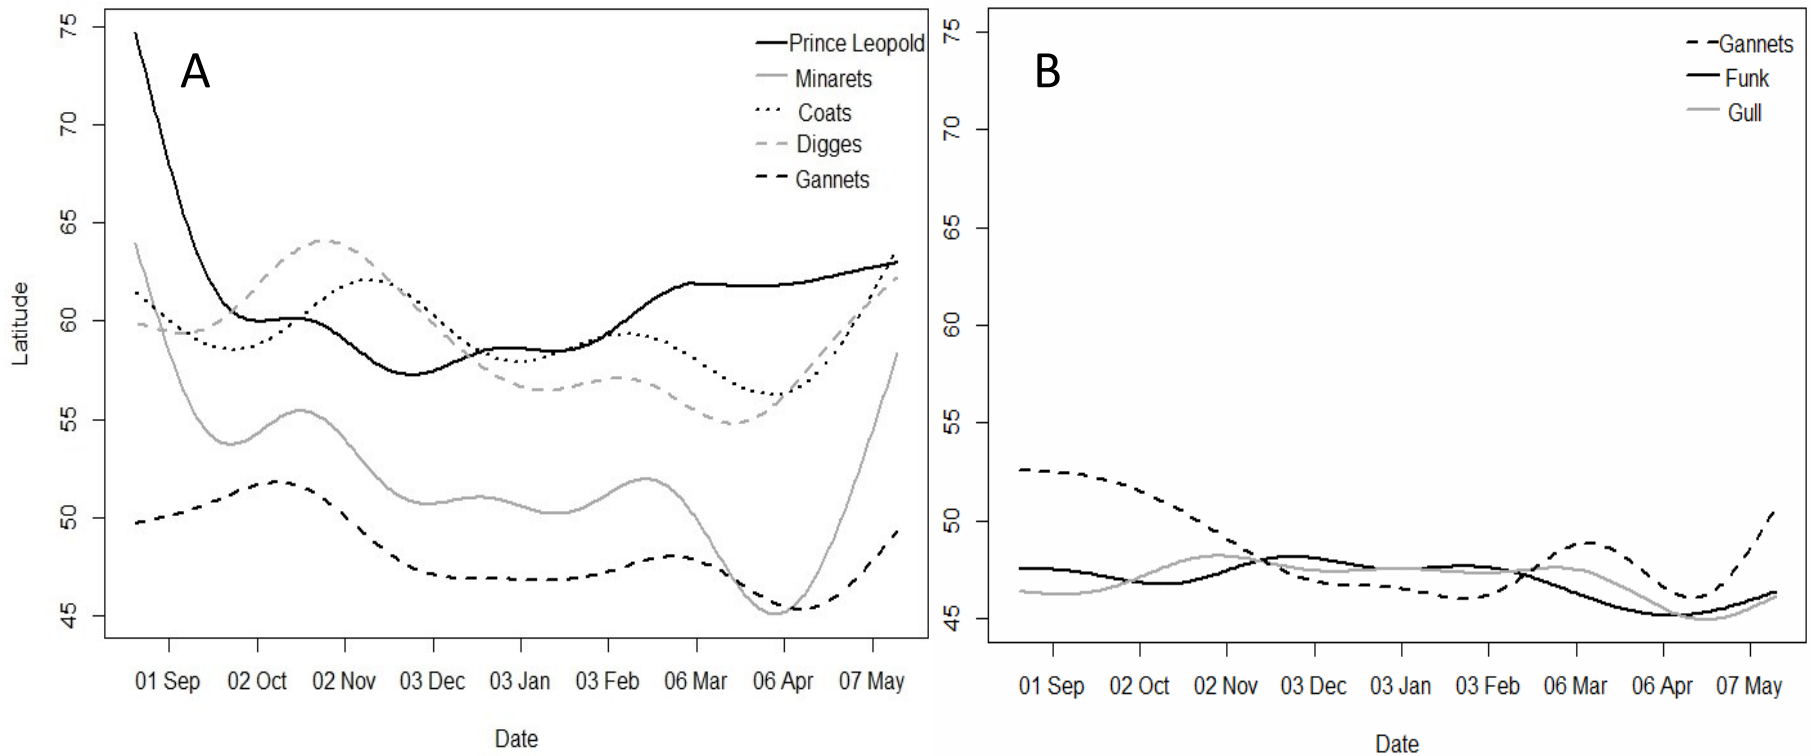 A
Prince Leopold
Minarets
Coats
Digges
Gannets
75
70
65
60
55
50
45
Latitude
01 Sep 02 Oct 02 Nov 03 Dec 03 Jan 03 Feb 06 Mar 06 Apr 07 May
Date
B
Gannets
Funk
Gull
75
70
65
60
55
50
45
01 Sep 02 Oct 02 Nov 03 Dec 03 Jan 03 Feb 06 Mar 06 Apr 07 May
Date